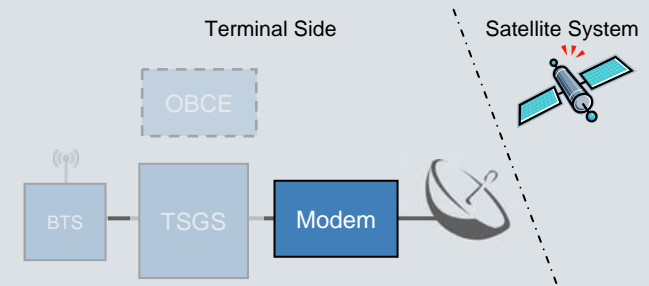 Terminal Side
Satellite System
OBCE
BTS
TSGS
Modem